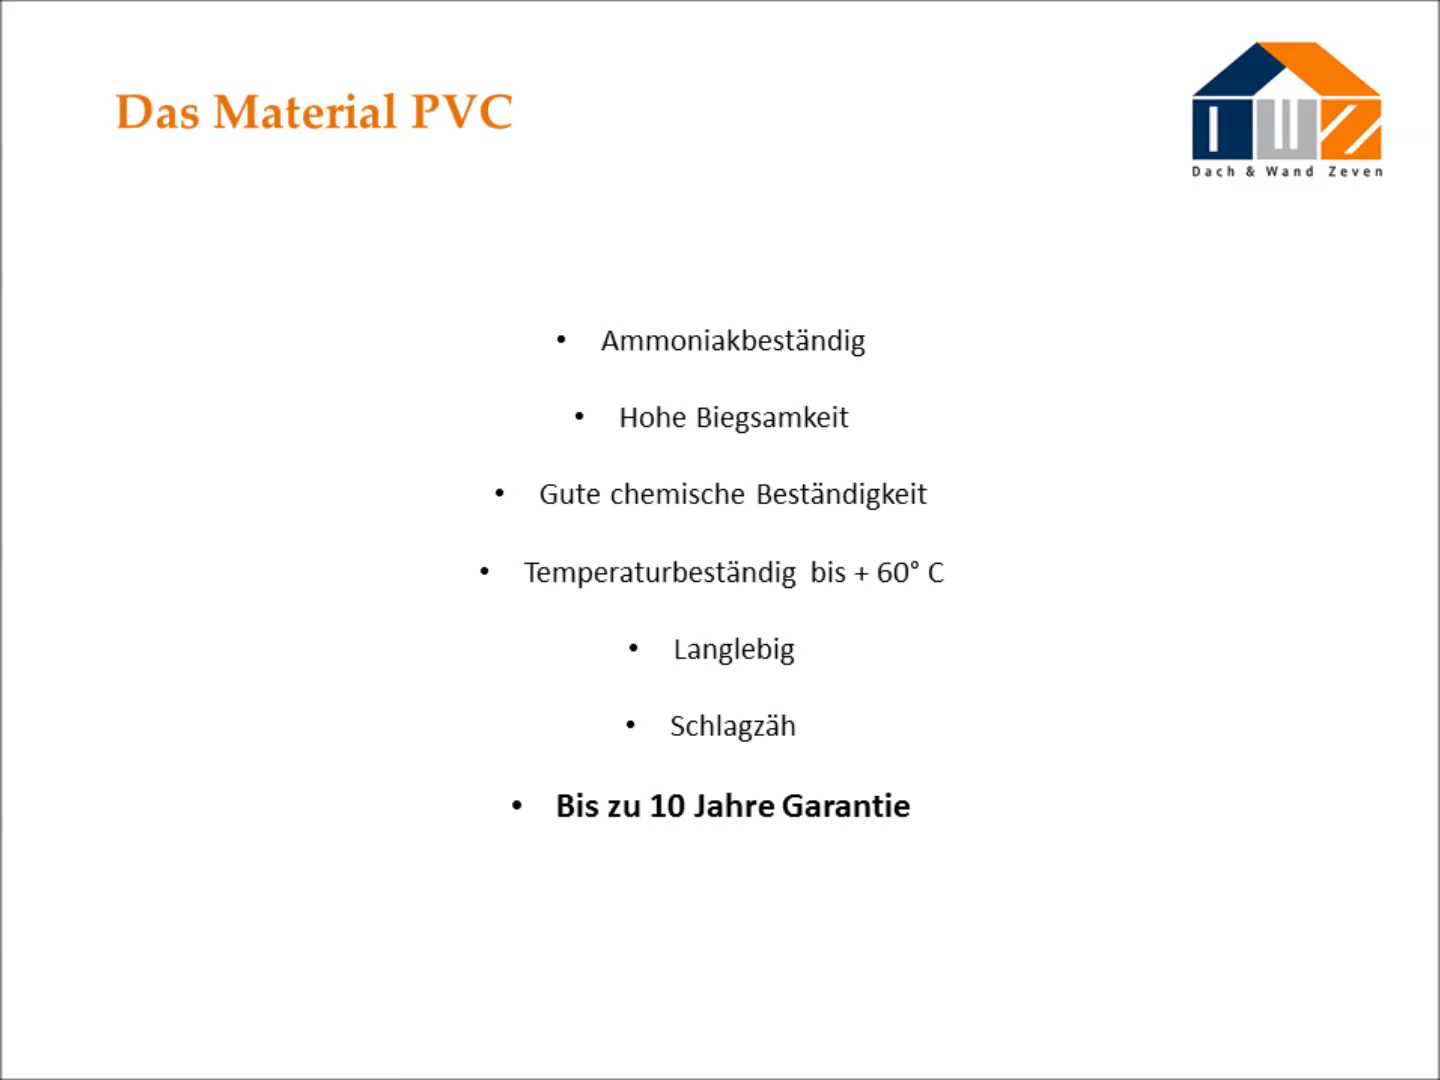 Das Material PVC
DWZ
Dach & Wand Zeven
• Ammoniakbeständig
• Hohe Biegsamkeit
• Gute chemische Beständigkeit
• Temperaturbeständig bis + 60° C
• Langlebig
• Schlagzäh
• Bis zu 10 Jahre Garantie